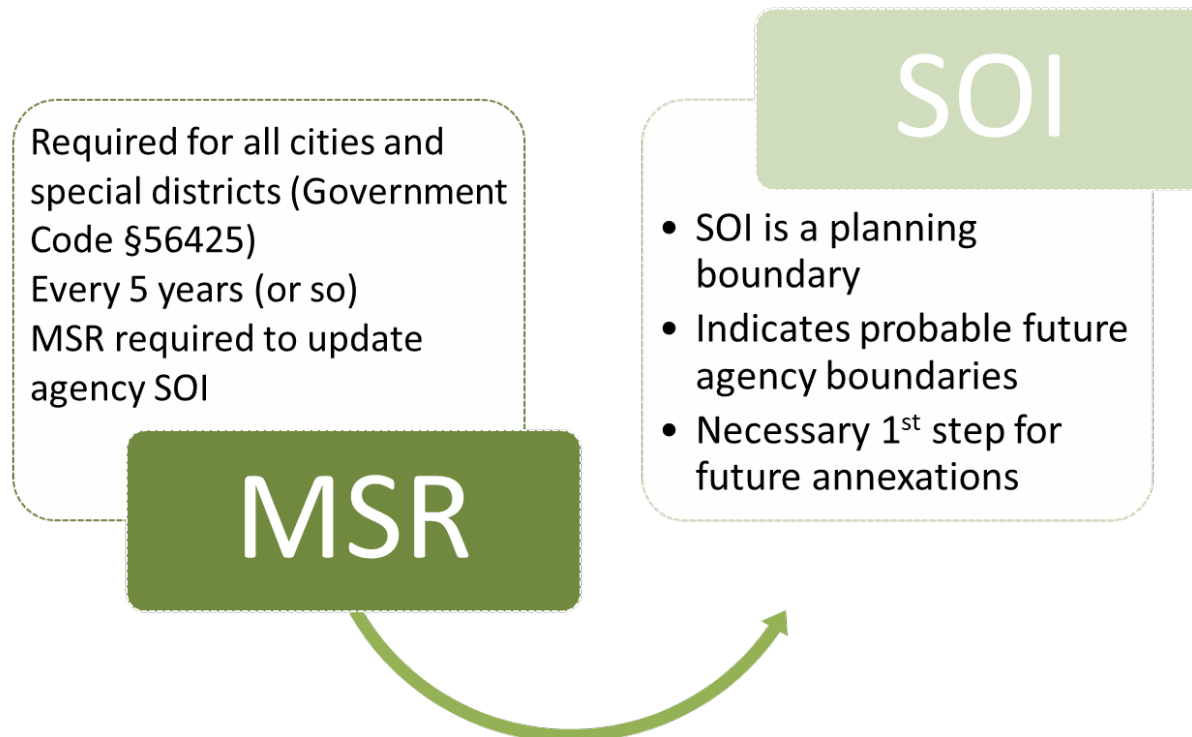 Required for all cities and
special districts (Government
Code §56425)
Every 5 years (or so)
MSR required to update
agency SOI
MSR
SOI
• SOI is a planning
boundary
• Indicates probable future
agency boundaries
• Necessary 1st step for
future annexations